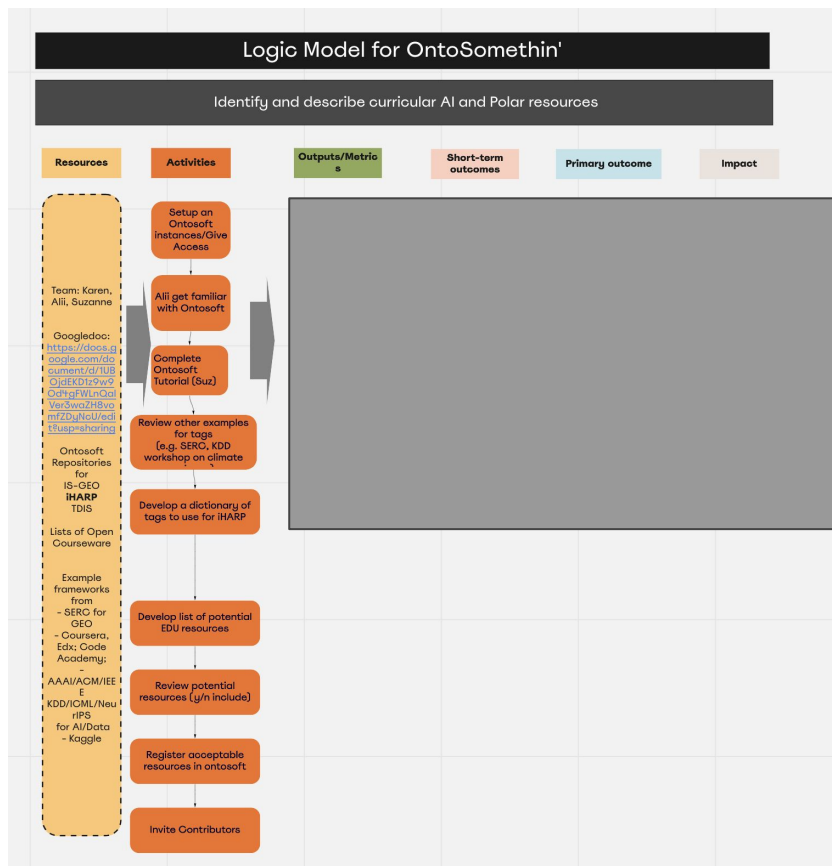 Logic Model for OntoSomethin'
Identify and describe curricular AI and Polar resources
Resources
Activities
Outputs/Metric
s
Short-term
outcomes
Primary outcome
Impact
Team: Karen,
Alii, Suzanne
Googledoc:
https://docs.g
oogle.com/do
cument/d/1UB
OjdEKD1z9w9
Od4gFWLnQal
Ver3waZH8vo
mfZDyNcU/edi
t?usp=sharing
Ontosoft
Repositories
for
IS-GEO
iHARP
TDIS
Lists of Open
Courseware
Example
frameworks
from
- SERC for
GEO
- Coursera,
Edx; Code
Academy;
-
AAAI/ACM/IEE
E
KDD/ICML/Neu
rIPS
for AI/Data
- Kaggle
Setup an
Ontosoft
instances/Give
Access
Alii get familiar
with Ontosoft
Complete
Ontosoft
Tutorial (Suz)
Review other examples
for tags
(e.g. SERC, KDD
workshop on climate
Develop a dictionary of
tags to use for iHARP
Develop list of potential
EDU resources
Review potential
resources (y/n include)
Register acceptable
resources in ontosoft
Invite Contributors